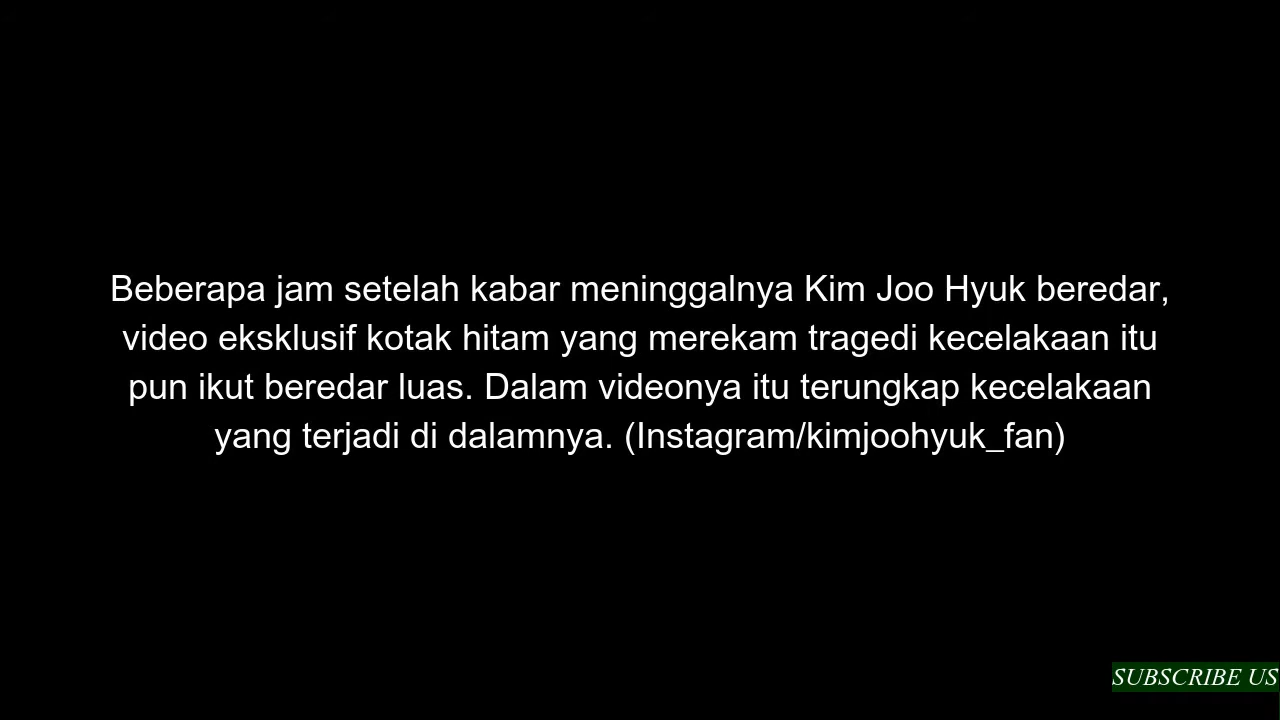 Beberapa jam setelah kabar meninggalnya Kim Joo Hyuk beredar,
video eksklusif kotak hitam yang merekam tragedi kecelakaan itu
pun ikut beredar luas. Dalam videonya itu terungkap kecelakaan
yang terjadi di dalamnya. (Instagram/kimjoohyuk_fan)
SUBSCRIBE US